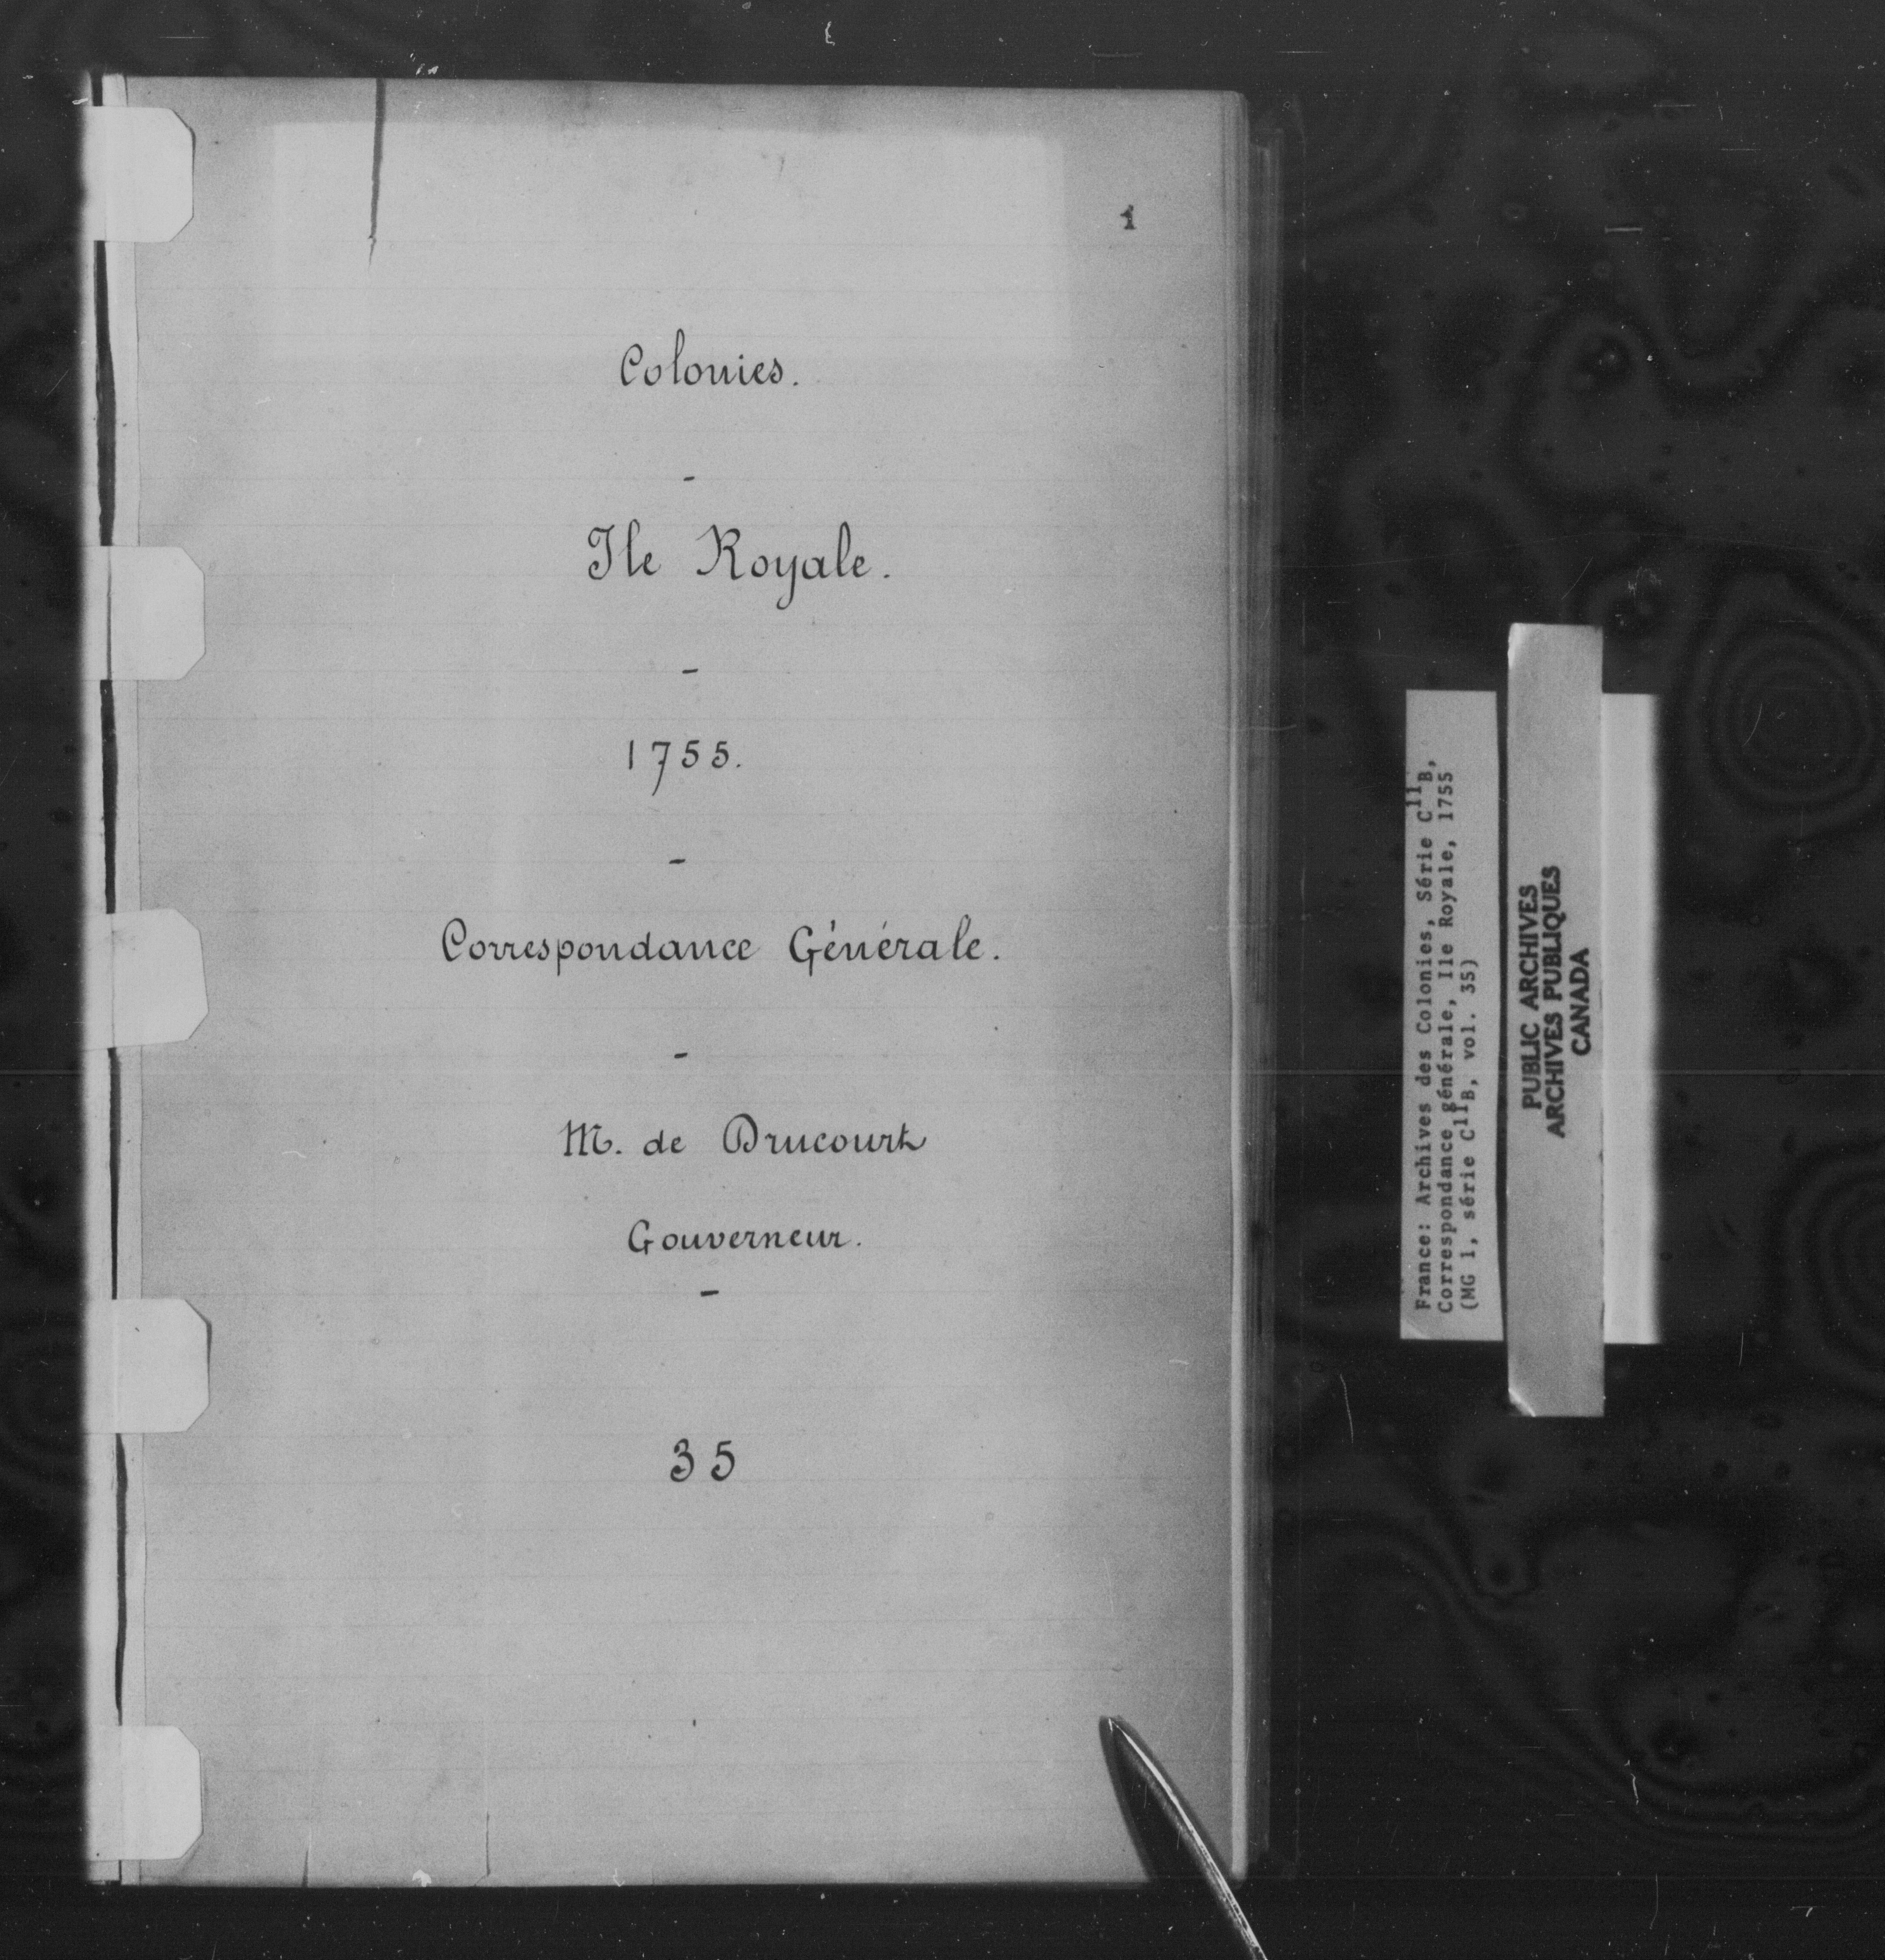 1
Colonies.
-
Ile Royale.
-
1755.
-
Correspondance Générale.
-
M. de Drucourt
Gouverneur.
-
35
France: Archives des Colonies, Série C11B,
Correspondance générale, Ile Royale, 1755
(MG 1, série C11B, vol. 35)
PUBLIC ARCHIVES
ARCHIVES PUBLIQUES
CANADA